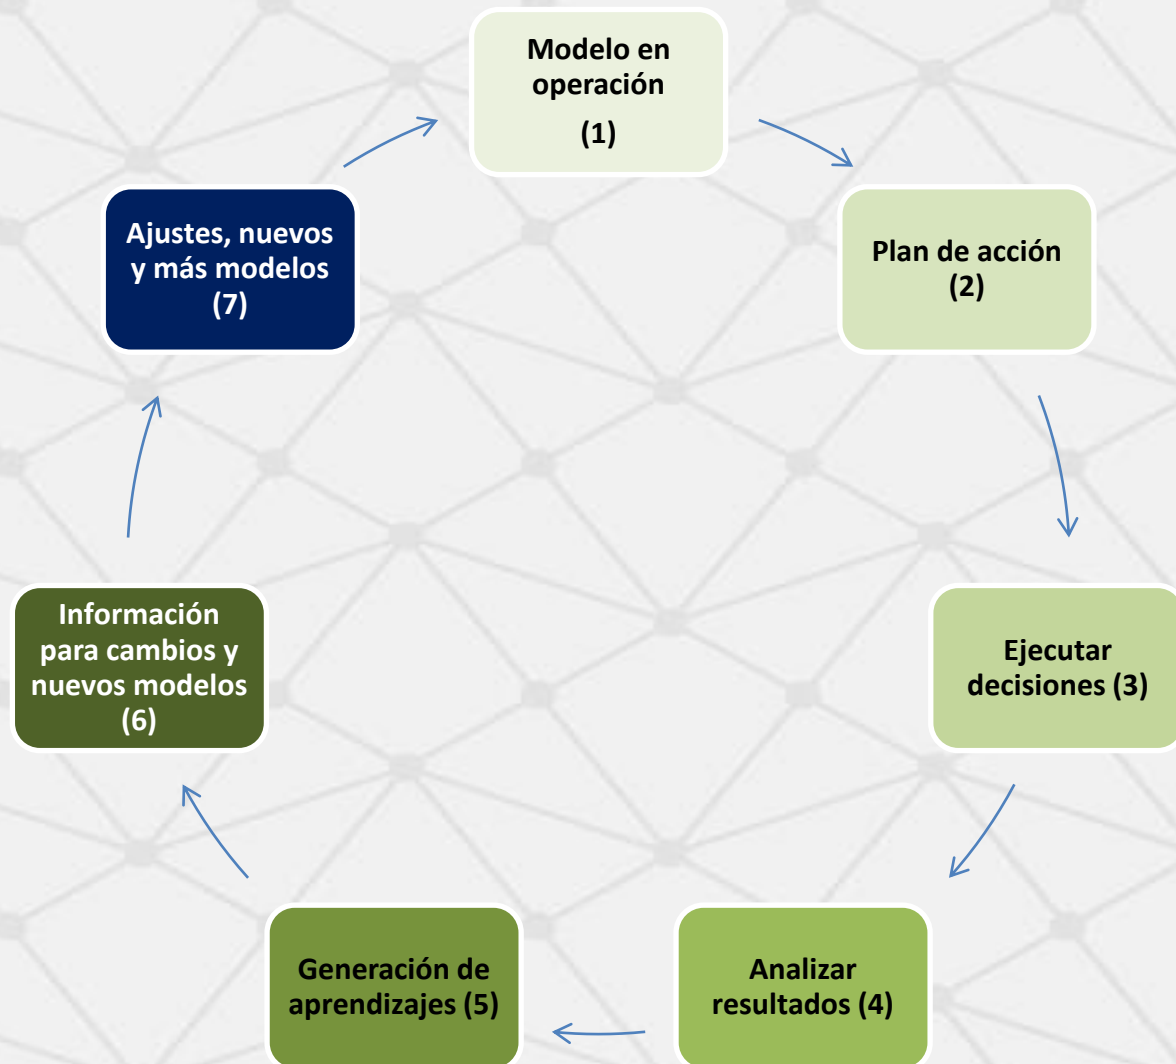 Modelo en
operación
(1)
Plan de acción
(2)
Ejecutar
decisiones (3)
Analizar
resultados (4)
Generación de
aprendizajes (5)
Información
para cambios y
nuevos modelos
(6)
Ajustes, nuevos
y más modelos
(7)